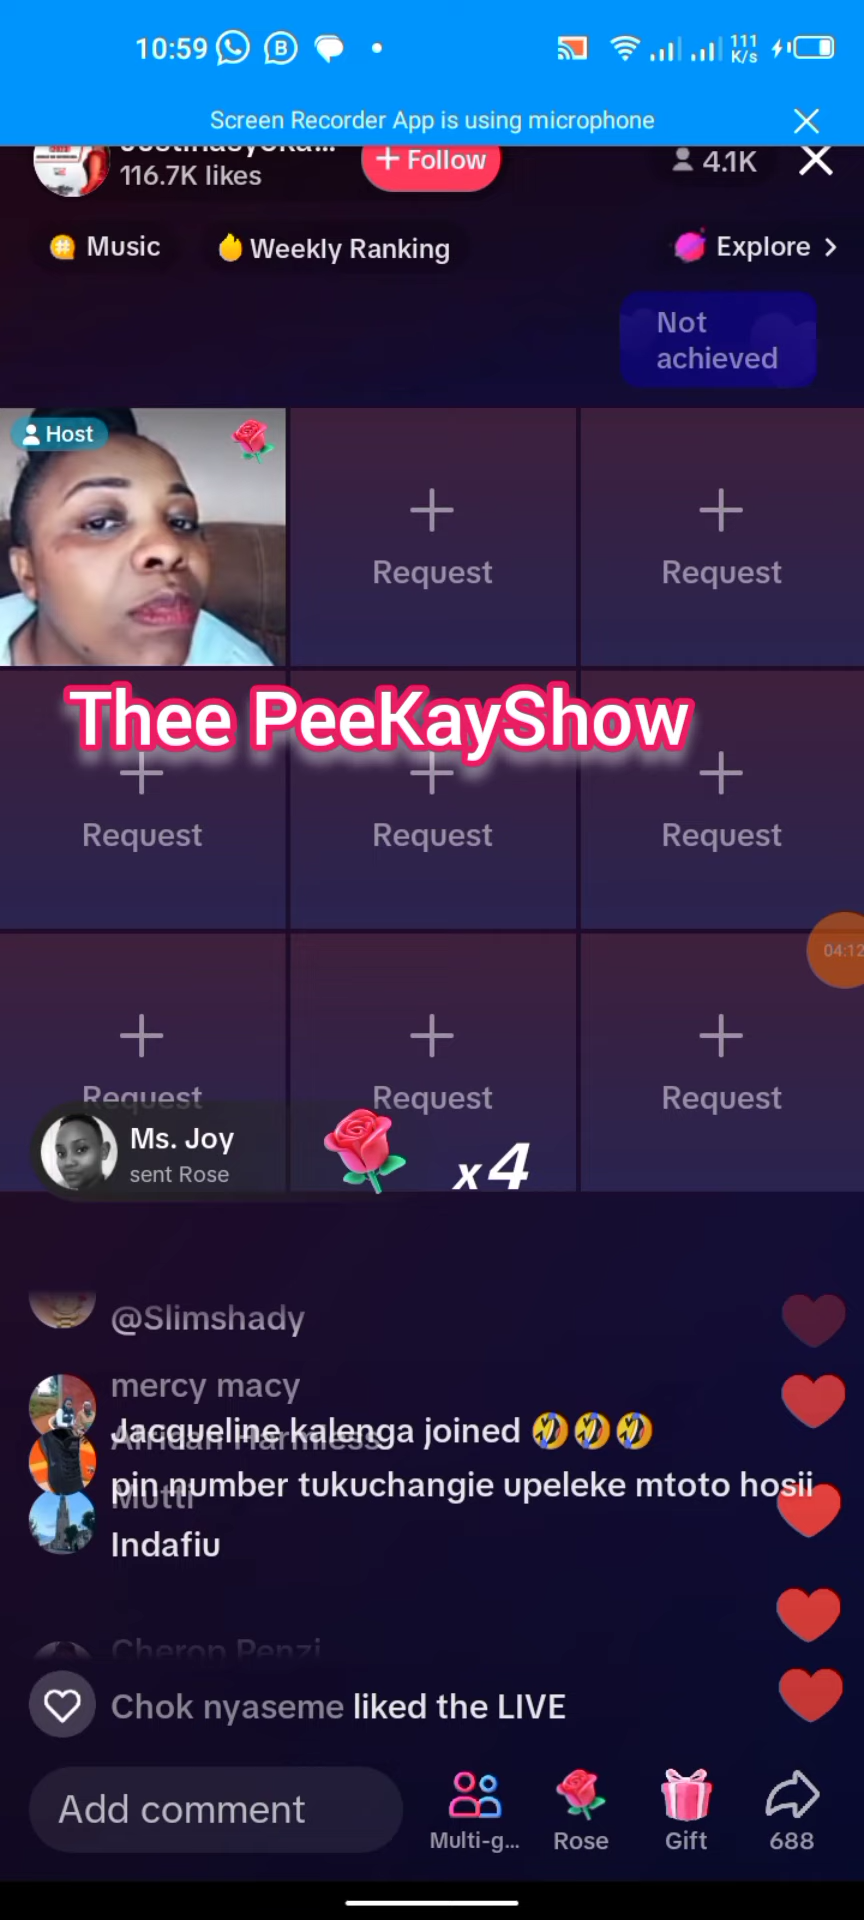 10:59
111
K/s
Screen Recorder App is using microphone
116.7K likes
+ Follow
4.1K
Music
Weekly Ranking
Explore
Not
achieved
Host
Request
Request
Thee PeeKayShow
Request
Request
Request
04:12
Request
Request
Request
Ms. Joy
sent Rose
x4
@Slimshady
mercy macy
Jacqueline kalenga joined 🤣🤣🤣
Mutti
pin number tukuchangie upeleke mtoto hosii
Indafiu
Cheron Penzi
Chok nyaseme liked the LIVE
Add comment
Multi-g...
Rose
Gift
688